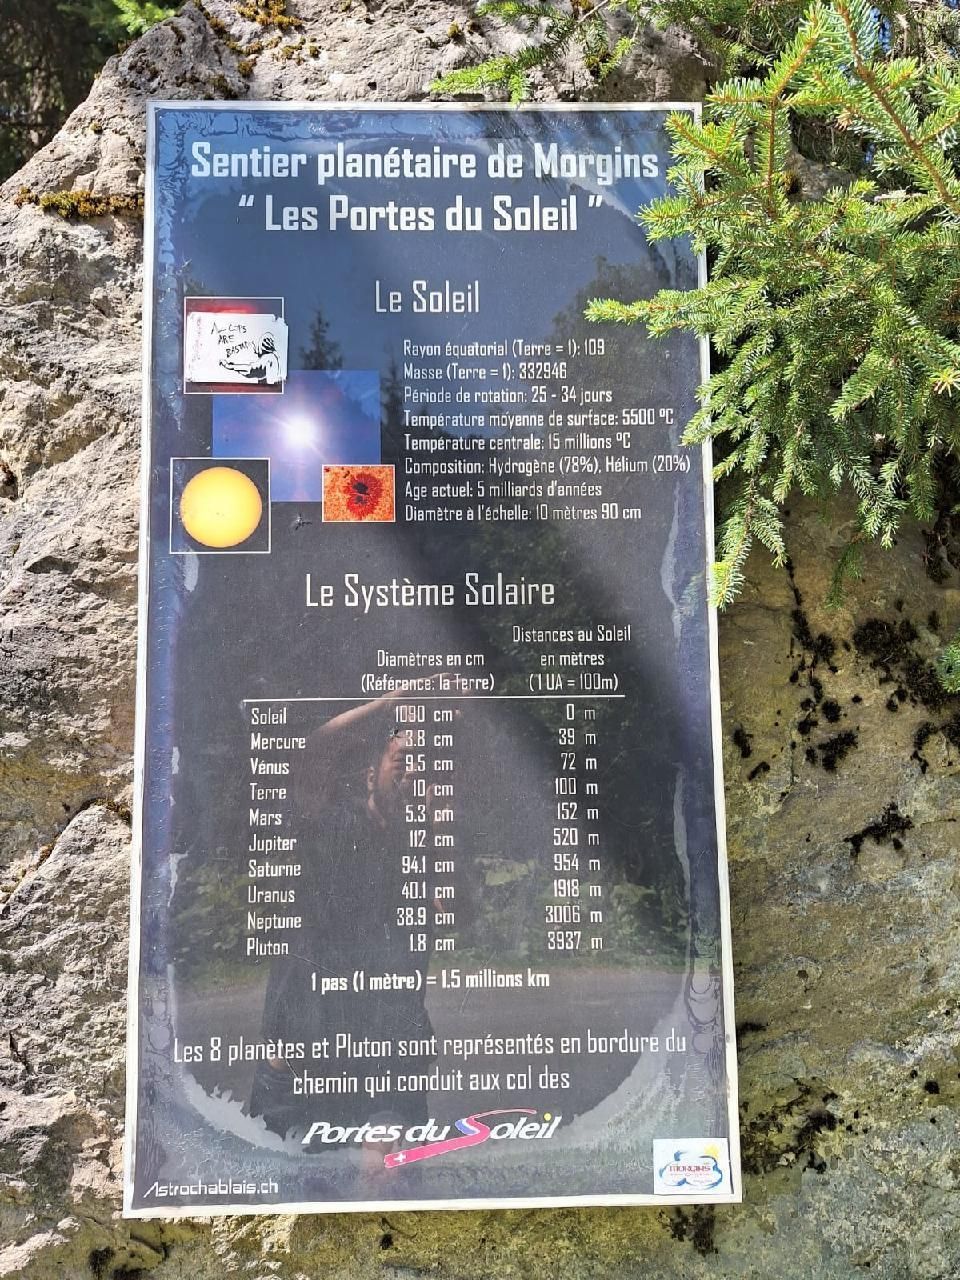 Sentier planétaire de Morgins
“ Les Portes du Soleil ”
Le Soleil
ALL COPS
ARE
BASTARDS
Rayon équatorial (Terre = 1): 109
Masse (Terre = 1): 332946
Période de rotation: 25 - 34 jours
Température moyenne de surface: 5500 ºC
Température centrale: 15 millions ºC
Composition: Hydrogène (78%), Hélium (20%)
Age actuel: 5 milliards d'années
Diamètre à l'échelle: 10 mètres 90 cm
Le Système Solaire
Diamètres en cm
(Référence: la Terre)
Distances au Soleil
en mètres
(1 UA = 100m)
Soleil 1090 cm 0 m
Mercure 3.8 cm 39 m
Vénus 9.5 cm 72 m
Terre 10 cm 100 m
Mars 5.3 cm 152 m
Jupiter 112 cm 520 m
Saturne 94.1 cm 954 m
Uranus 40.1 cm 1918 m
Neptune 38.9 cm 3006 m
Pluton 1.8 cm 3937 m
1 pas (1 mètre) = 1.5 millions km
Les 8 planètes et Pluton sont représentés en bordure du
chemin qui conduit aux col des
Portes du Soleil
Astrochablais.ch
MORGINS